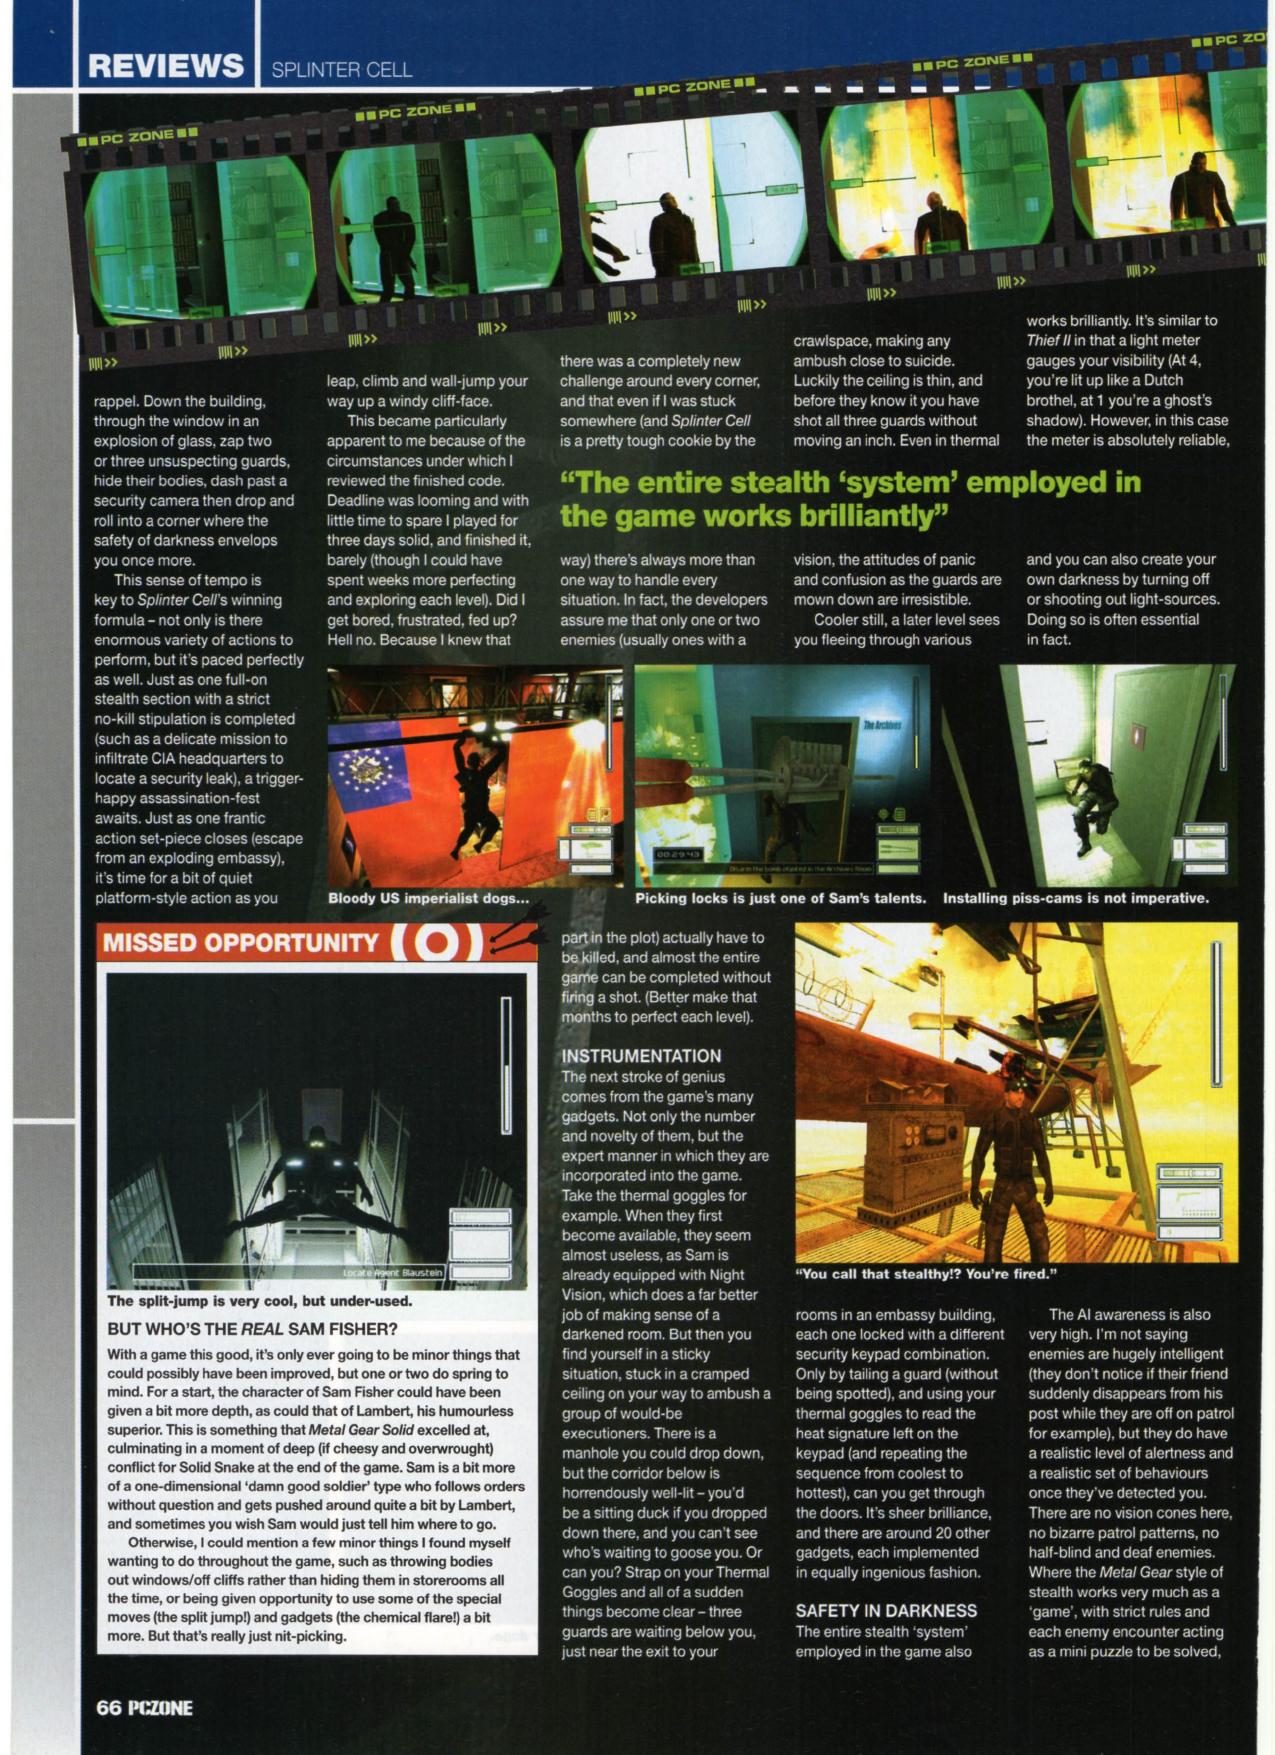 REVIEWS
SPLINTER CELL
PC ZONE
PC ZONE
PC ZONE
PC ZONE
PC ZO
rappel. Down the building,
through the window in an
explosion of glass, zap two
or three unsuspecting guards,
hide their bodies, dash past a
security camera then drop and
roll into a corner where the
safety of darkness envelops
you once more.
This sense of tempo is
key to Splinter Cell's winning
formula – not only is there
enormous variety of actions to
perform, but it's paced perfectly
as well. Just as one full-on
stealth section with a strict
no-kill stipulation is completed
(such as a delicate mission to
infiltrate CIA headquarters to
locate a security leak), a trigger-
happy assassination-fest
awaits. Just as one frantic
action set-piece closes (escape
from an exploding embassy),
it's time for a bit of quiet
platform-style action as you
leap, climb and wall-jump your
way up a windy cliff-face.
This became particularly
apparent to me because of the
circumstances under which I
reviewed the finished code.
Deadline was looming and with
little time to spare I played for
three days solid, and finished it,
barely (though I could have
spent weeks more perfecting
and exploring each level). Did I
get bored, frustrated, fed up?
Hell no. Because I knew that
there was a completely new
challenge around every corner,
and that even if I was stuck
somewhere (and Splinter Cell
is a pretty tough cookie by the
“The entire stealth ‘system’ employed in
the game works brilliantly”
way) there's always more than
one way to handle every
situation. In fact, the developers
assure me that only one or two
enemies (usually ones with a
part in the plot) actually have to
be killed, and almost the entire
game can be completed without
firing a shot. (Better make that
months to perfect each level).
INSTRUMENTATION
The next stroke of genius
comes from the game's many
gadgets. Not only the number
and novelty of them, but the
expert manner in which they are
incorporated into the game.
Take the thermal goggles for
example. When they first
become available, they seem
almost useless, as Sam is
already equipped with Night
Vision, which does a far better
job of making sense of a
darkened room. But then you
find yourself in a sticky
situation, stuck in a cramped
ceiling on your way to ambush a
group of would-be
executioners. There is a
manhole you could drop down,
but the corridor below is
horrendously well-lit – you'd
be a sitting duck if you dropped
down there, and you can't see
who's waiting to goose you. Or
can you? Strap on your Thermal
Goggles and all of a sudden
things become clear – three
guards are waiting below you,
just near the exit to your
crawlspace, making any
ambush close to suicide.
Luckily the ceiling is thin, and
before they know it you have
shot all three guards without
moving an inch. Even in thermal
vision, the attitudes of panic
and confusion as the guards are
mown down are irresistible.
Cooler still, a later level sees
you fleeing through various
rooms in an embassy building,
each one locked with a different
security keypad combination.
Only by tailing a guard (without
being spotted), and using your
thermal goggles to read the
heat signature left on the
keypad (and repeating the
sequence from coolest to
hottest), can you get through
the doors. It's sheer brilliance,
and there are around 20 other
gadgets, each implemented
in equally ingenious fashion.
SAFETY IN DARKNESS
The entire stealth ‘system’
employed in the game also
works brilliantly. It's similar to
Thief II in that a light meter
gauges your visibility (At 4,
you're lit up like a Dutch
brothel, at 1 you're a ghost's
shadow). However, in this case
the meter is absolutely reliable,
and you can also create your
own darkness by turning off
or shooting out light-sources.
Doing so is often essential
in fact.
The AI awareness is also
very high. I'm not saying
enemies are hugely intelligent
(they don't notice if their friend
suddenly disappears from his
post while they are off on patrol
for example), but they do have
a realistic level of alertness and
a realistic set of behaviours
once they've detected you.
There are no vision cones here,
no bizarre patrol patterns, no
half-blind and deaf enemies.
Where the Metal Gear style of
stealth works very much as a
‘game’, with strict rules and
each enemy encounter acting
as a mini puzzle to be solved,
Bloody US imperialist dogs...
The Archives
00:29:43
Disarm the bomb planted in the Archives Room
Picking locks is just one of Sam's talents.
Installing piss-cams is not imperative.
“You call that stealthy!? You're fired.”
MISSED OPPORTUNITY
Locate Agent Blaustein
The split-jump is very cool, but under-used.
BUT WHO'S THE REAL SAM FISHER?
With a game this good, it's only ever going to be minor things that
could possibly have been improved, but one or two do spring to
mind. For a start, the character of Sam Fisher could have been
given a bit more depth, as could that of Lambert, his humourless
superior. This is something that Metal Gear Solid excelled at,
culminating in a moment of deep (if cheesy and overwrought)
conflict for Solid Snake at the end of the game. Sam is a bit more
of a one-dimensional ‘damn good soldier’ type who follows orders
without question and gets pushed around quite a bit by Lambert,
and sometimes you wish Sam would just tell him where to go.
Otherwise, I could mention a few minor things I found myself
wanting to do throughout the game, such as throwing bodies
out windows/off cliffs rather than hiding them in storerooms all
the time, or being given opportunity to use some of the special
moves (the split jump!) and gadgets (the chemical flare!) a bit
more. But that's really just nit-picking.
66 PCZONE